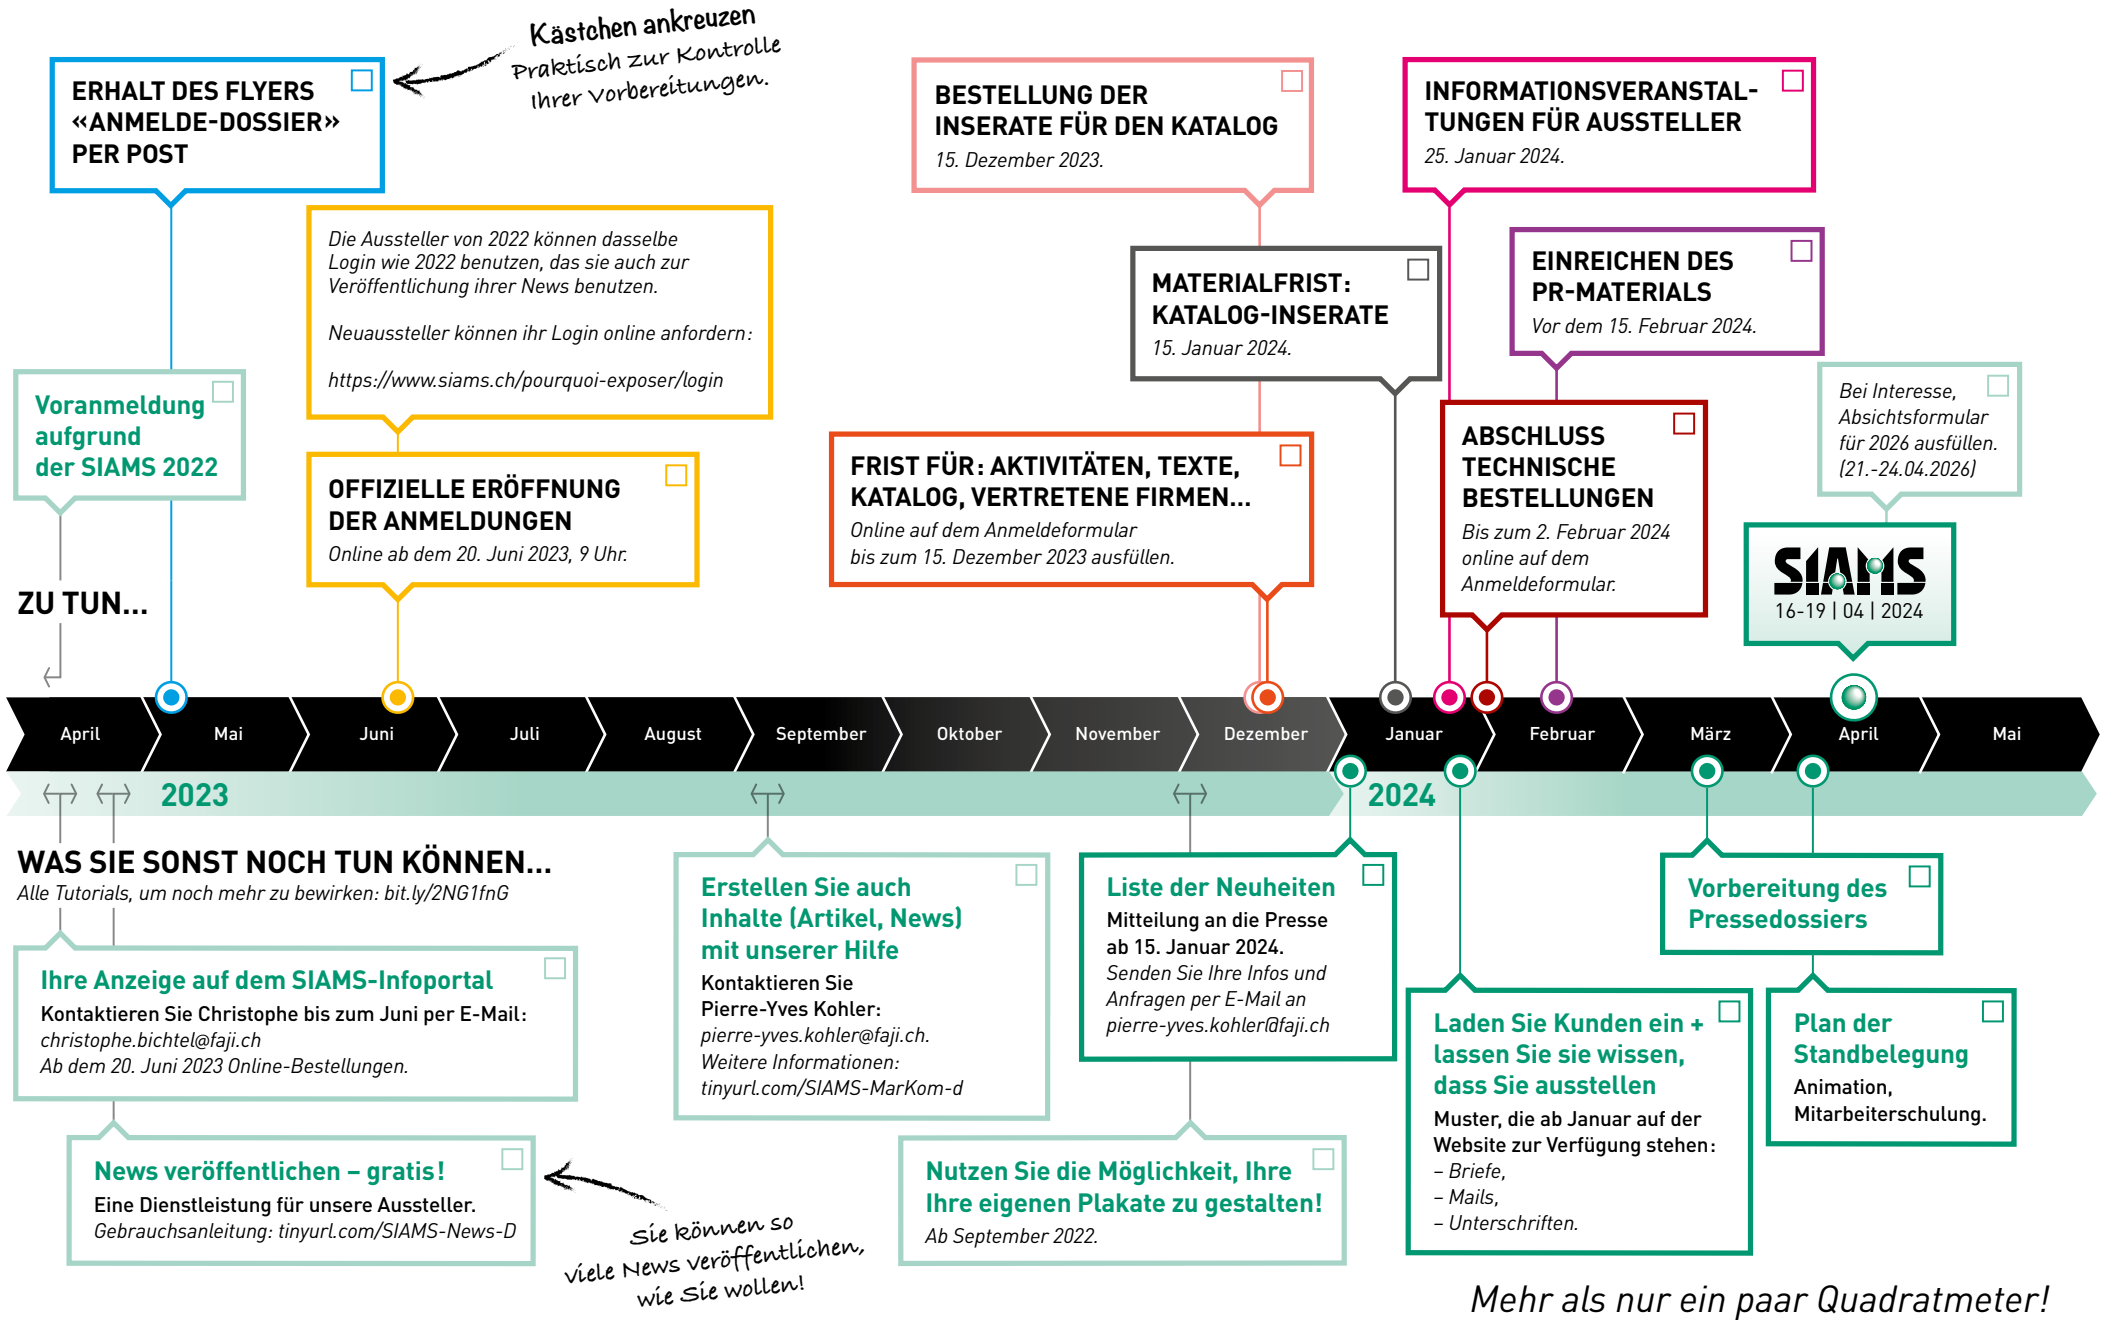 Kästchen ankreuzen
Praktisch zur Kontrolle
Ihrer Vorbereitungen.
ERHALT DES FLYERS
«ANMELDE-DOSSIER»
PER POST
BESTELLUNG DER
INSERATE FÜR DEN KATALOG
15. Dezember 2023.
INFORMATIONSVERANSTAL-
TUNGEN FÜR AUSSTELLER
25. Januar 2024.
Die Aussteller von 2022 können dasselbe
Login wie 2022 benutzen, das sie auch zur
Veröffentlichung ihrer News benutzen.
Neuaussteller können ihr Login online anfordern:
https://www.siams.ch/pourquoi-exposer/login
MATERIALFRIST:
KATALOG-INSERATE
15. Januar 2024.
EINREICHEN DES
PR-MATERIALS
Vor dem 15. Februar 2024.
Voranmeldung
aufgrund
der SIAMS 2022
OFFIZIELLE ERÖFFNUNG
DER ANMELDUNGEN
Online ab dem 20. Juni 2023, 9 Uhr.
FRIST FÜR: AKTIVITÄTEN, TEXTE,
KATALOG, VERTRETENE FIRMEN...
Online auf dem Anmeldeformular
bis zum 15. Dezember 2023 ausfüllen.
ABSCHLUSS
TECHNISCHE
BESTELLUNGEN
Bis zum 2. Februar 2024
online auf dem
Anmeldeformular.
Bei Interesse,
Absichtsformular
für 2026 ausfüllen.
(21.-24.04.2026)
SIAMS
16-19 | 04 | 2024
ZU TUN...
April Mai Juni Juli August September Oktober November Dezember Januar Februar März April Mai
2023 2024
WAS SIE SONST NOCH TUN KÖNNEN...
Alle Tutorials, um noch mehr zu bewirken: bit.ly/2NG1fnG
Ihre Anzeige auf dem SIAMS-Infoportal
Kontaktieren Sie Christophe bis zum Juni per E-Mail:
christophe.bichtel@faji.ch
Ab dem 20. Juni 2023 Online-Bestellungen.
News veröffentlichen – gratis!
Eine Dienstleistung für unsere Aussteller.
Gebrauchsanleitung: tinyurl.com/SIAMS-News-D
Sie können so
viele News veröffentlichen,
wie Sie wollen!
Erstellen Sie auch
Inhalte (Artikel, News)
mit unserer Hilfe
Kontaktieren Sie
Pierre-Yves Kohler:
pierre-yves.kohler@faji.ch.
Weitere Informationen:
tinyurl.com/SIAMS-MarKom-d
Liste der Neuheiten
Mitteilung an die Presse
ab 15. Januar 2024.
Senden Sie Ihre Infos und
Anfragen per E-Mail an
pierre-yves.kohler@faji.ch
Nutzen Sie die Möglichkeit, Ihre
Ihre eigenen Plakate zu gestalten!
Ab September 2022.
Laden Sie Kunden ein +
lassen Sie sie wissen,
dass Sie ausstellen
Muster, die ab Januar auf der
Website zur Verfügung stehen:
– Briefe,
– Mails,
– Unterschriften.
Vorbereitung des
Pressedossiers
Plan der
Standbelegung
Animation,
Mitarbeiterschulung.
Mehr als nur ein paar Quadratmeter!